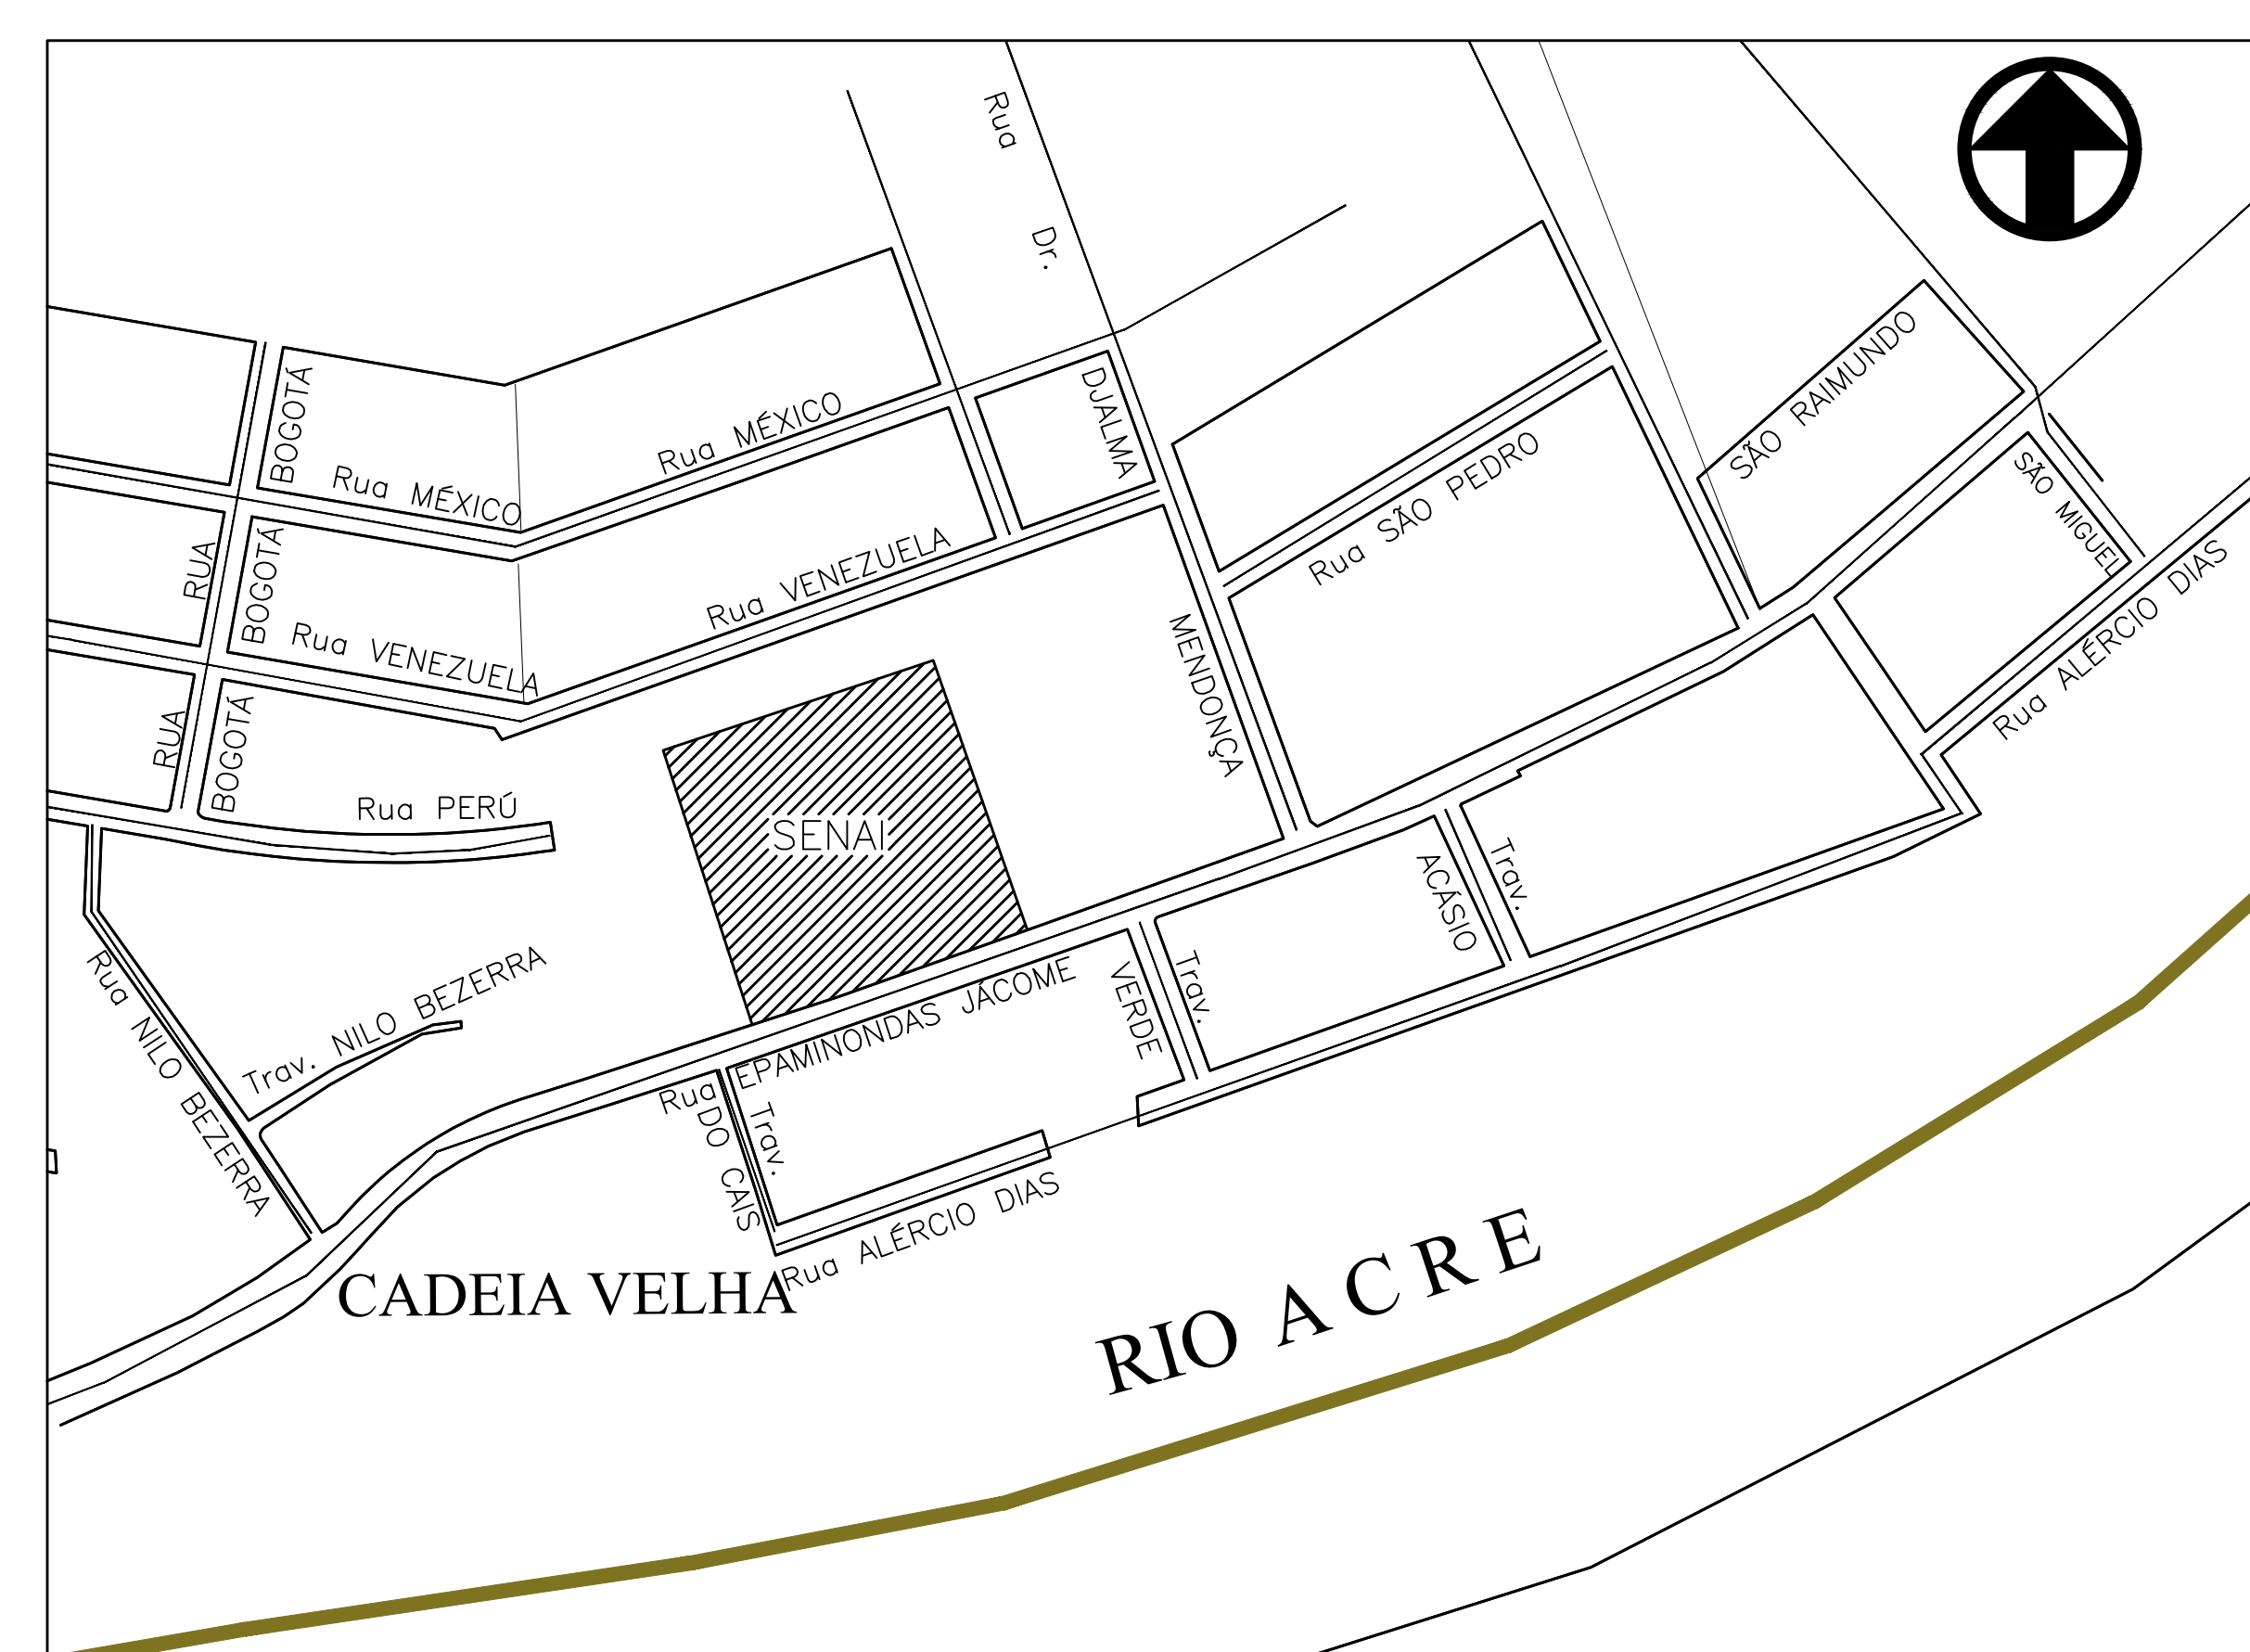 Rua Dr. DJALMA MENDONÇA
BOGOTÁ
Rua MÉXICO
Rua MÉXICO
SÃO RAIMUNDO
Rua SÃO PEDRO
SÃO MIGUEL
RUA BOGOTÁ
Rua VENEZUELA
Rua VENEZUELA
Rua ALÉRCIO DIAS
RUA BOGOTÁ
Rua PERÚ
SENAI
Trav. ACÁSIO
Trav. VERDE
Rua NILO BEZERRA
Trav. NILO BEZERRA
Rua EPAMINONDAS JÁCOME
Trav. DO CAIS
Rua ALÉRCIO DIAS
CADEIA VELHA
RIO ACRE